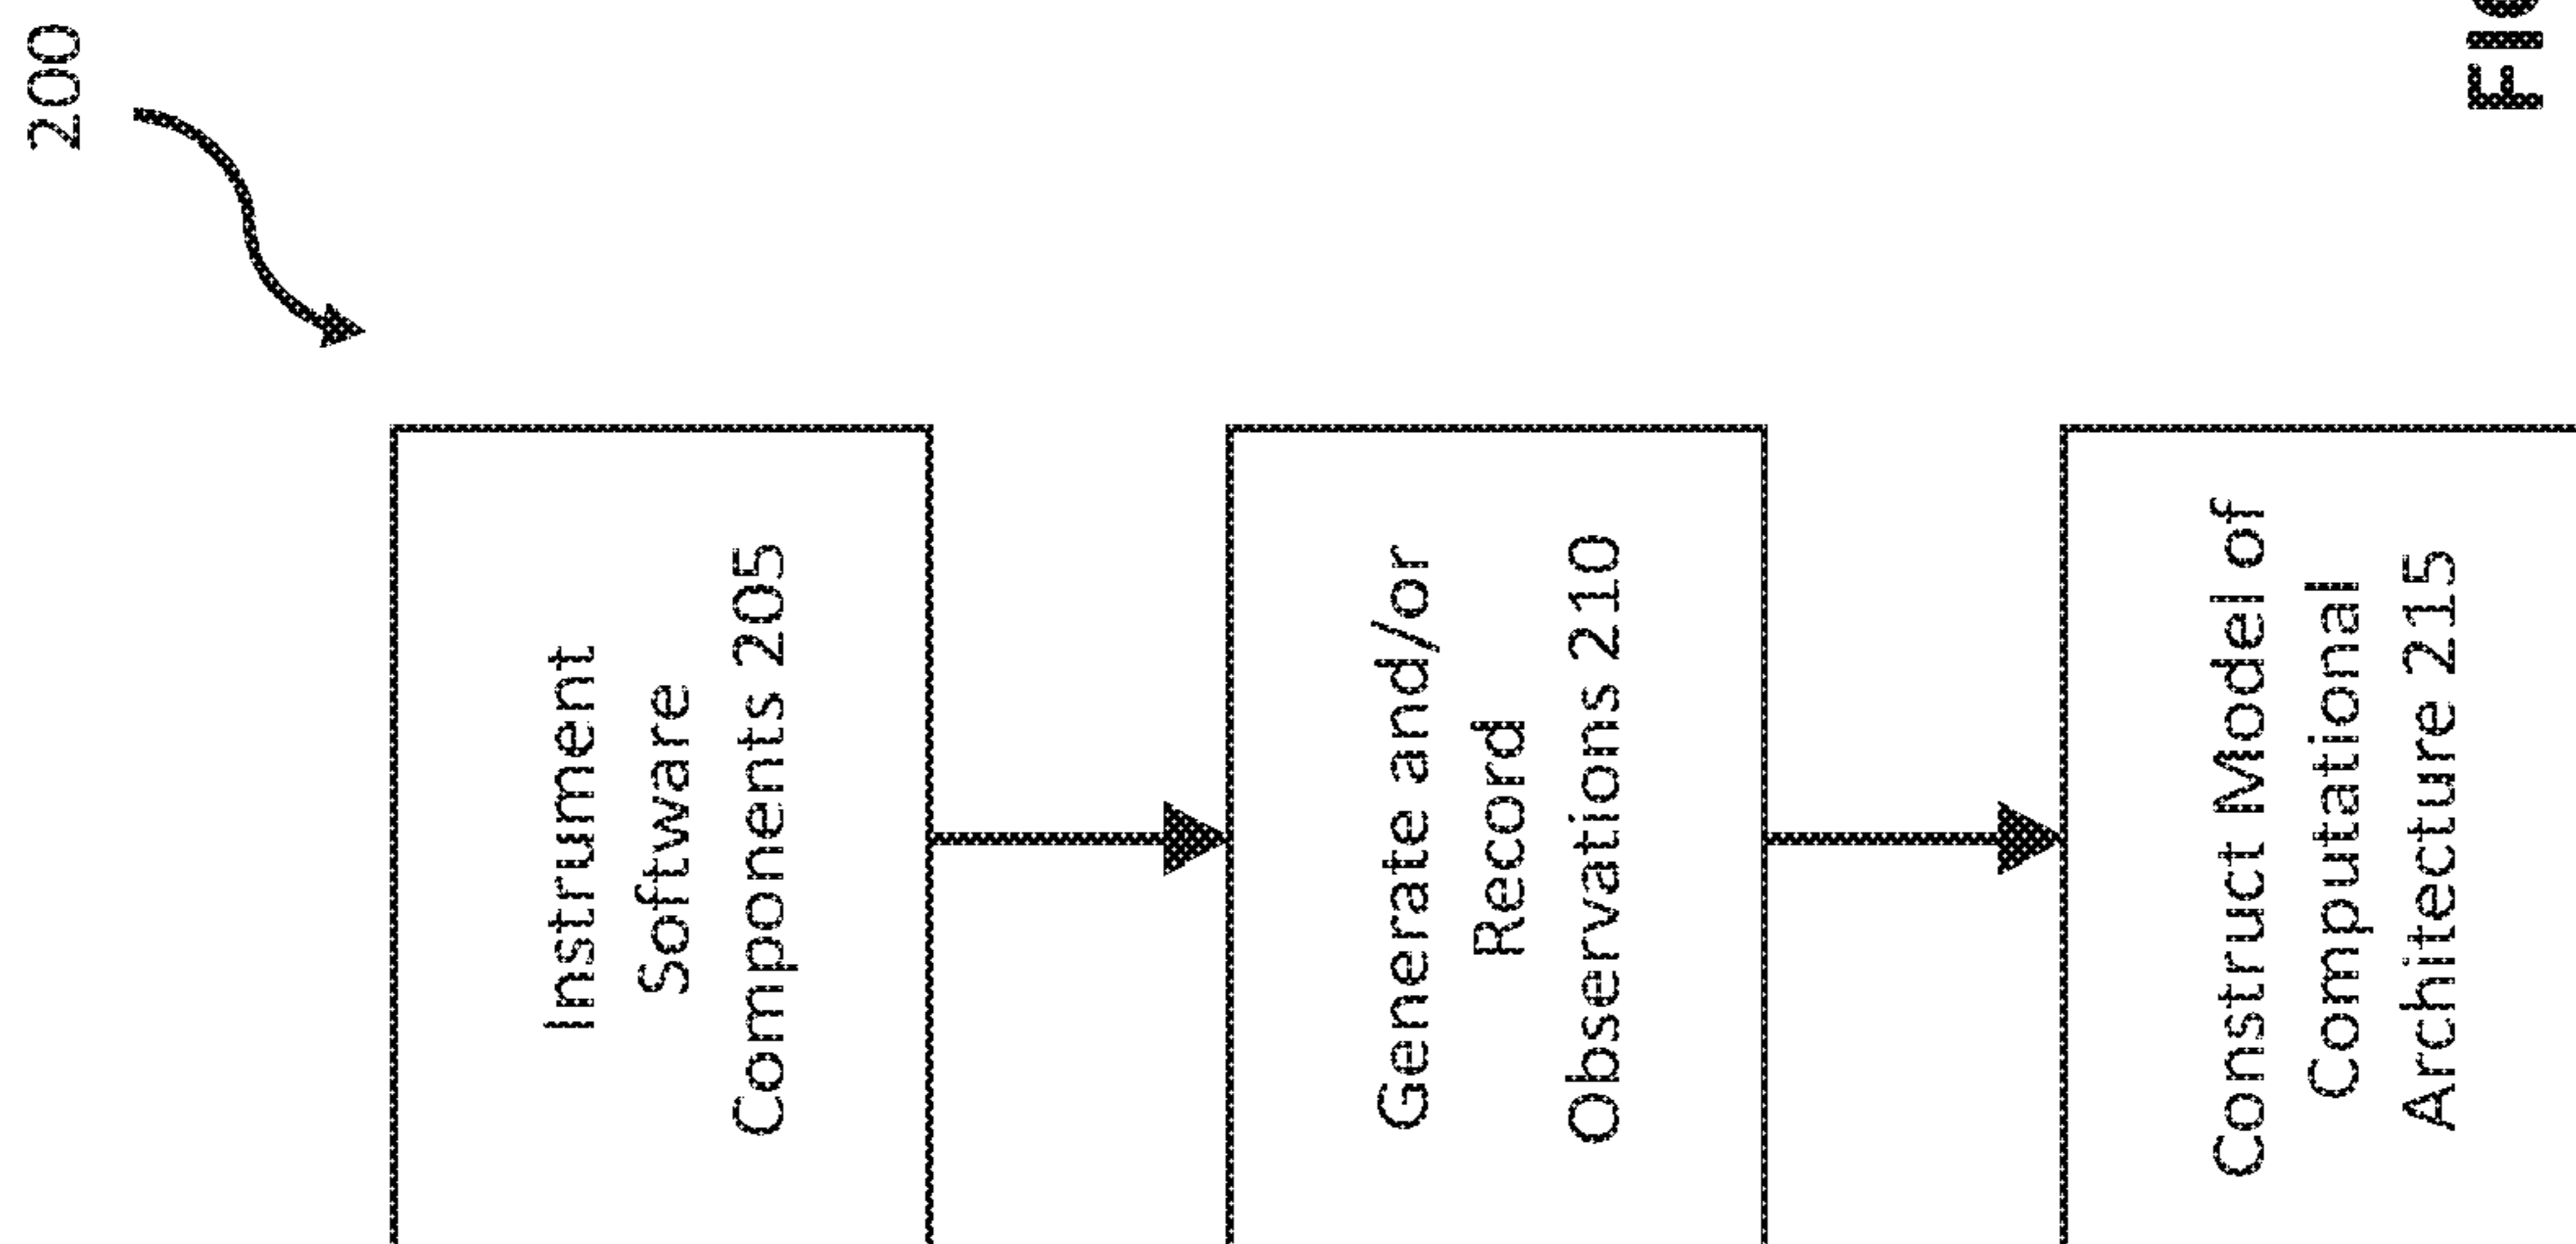 200
Instrument
Software
Components 205
Generate and/or
Record
Observations 210
Construct Model of
Computational
Architecture 215